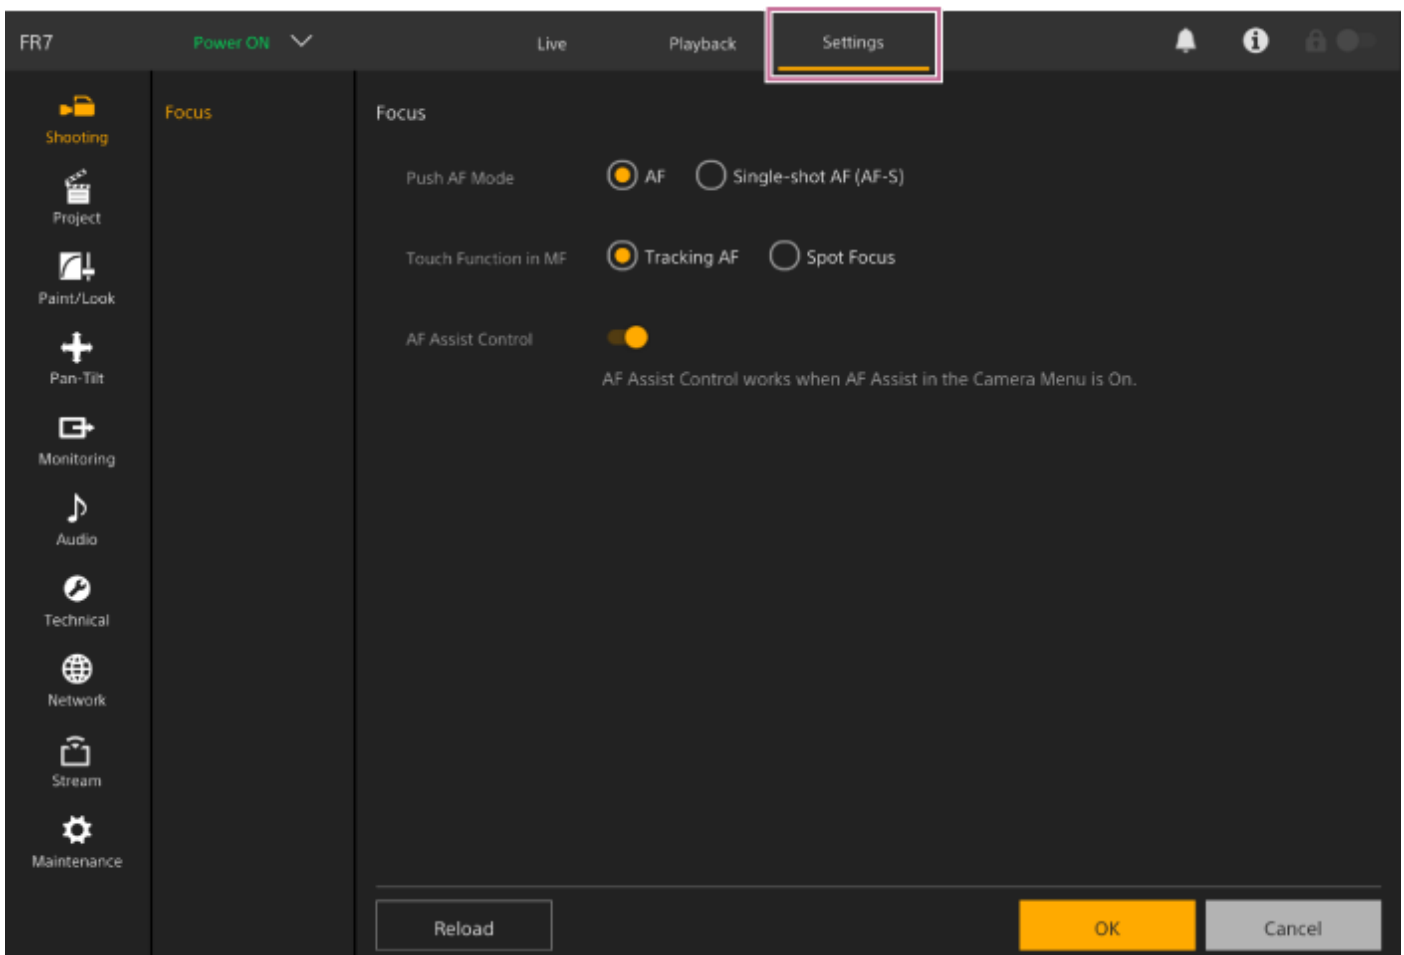 FR7 Power ON Live Playback Settings
Shooting
Project
Paint/Look
Pan-Tilt
Monitoring
Audio
Technical
Network
Stream
Maintenance
Focus
Focus
Push AF Mode AF Single-shot AF (AF-S)
Touch Function in MF Tracking AF Spot Focus
AF Assist Control
AF Assist Control works when AF Assist in the Camera Menu is On.
Reload OK Cancel